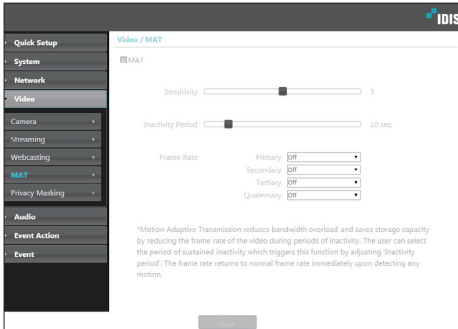 IDIS
Quick Setup
System
Network
Video
Camera
Streaming
Webcasting
MAT
Privacy Masking
Audio
Event Action
Event
Video / MAT
MAT
Sensitivity 3
Inactivity Period 10 sec.
Frame Rate Primary Off
Secondary Off
Tertiary Off
Quaternary Off
*Motion Adaptive Transmission reduces bandwidth overload and saves storage capacity
by reducing the frame rate of the video during periods of inactivity. The user can select
the period of sustained inactivity which triggers this function by adjusting 'Inactivity
period'. The frame rate returns to normal frame rate immediately upon detecting any
motion.
Save